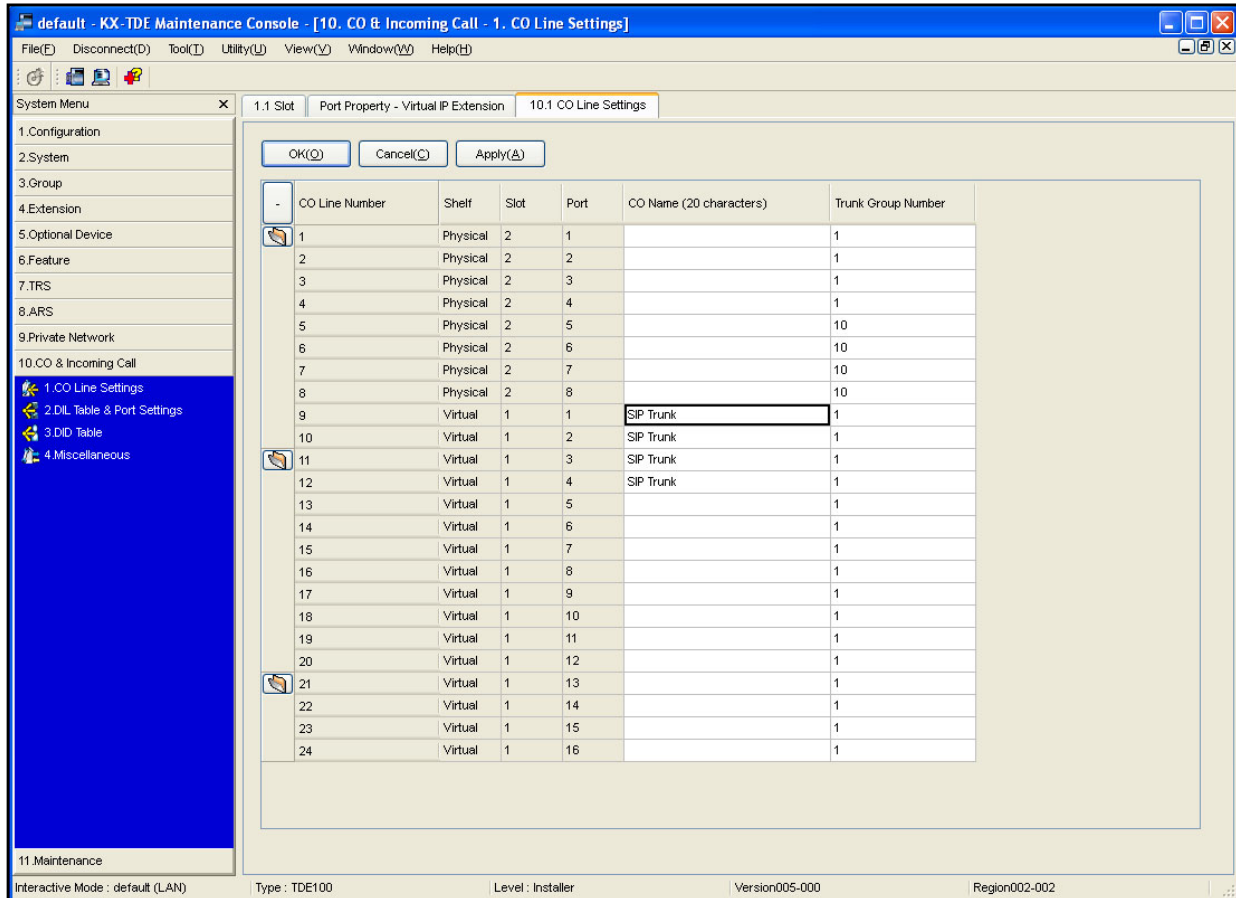 default - KX-TDE Maintenance Console - [10. CO & Incoming Call - 1. CO Line Settings]
File(F) Disconnect(D) Tool(T) Utility(U) View(V) Window(W) Help(H)
System Menu x
1.1 Slot Port Property - Virtual IP Extension 10.1 CO Line Settings
1.Configuration
2.System
3.Group
4.Extension
5.Optional Device
6.Feature
7.TRS
8.ARS
9.Private Network
10.CO & Incoming Call
1.CO Line Settings
2.DIL Table & Port Settings
3.DID Table
4.Miscellaneous
11.Maintenance
OK(O) Cancel(C) Apply(A)
- CO Line Number Shelf Slot Port CO Name (20 characters) Trunk Group Number
1 Physical 2 1 1
2 Physical 2 2 1
3 Physical 2 3 1
4 Physical 2 4 1
5 Physical 2 5 10
6 Physical 2 6 10
7 Physical 2 7 10
8 Physical 2 8 10
9 Virtual 1 1 SIP Trunk 1
10 Virtual 1 2 SIP Trunk 1
11 Virtual 1 3 SIP Trunk 1
12 Virtual 1 4 SIP Trunk 1
13 Virtual 1 5 1
14 Virtual 1 6 1
15 Virtual 1 7 1
16 Virtual 1 8 1
17 Virtual 1 9 1
18 Virtual 1 10 1
19 Virtual 1 11 1
20 Virtual 1 12 1
21 Virtual 1 13 1
22 Virtual 1 14 1
23 Virtual 1 15 1
24 Virtual 1 16 1
Interactive Mode : default (LAN) Type : TDE100 Level : Installer Version005-000 Region002-002